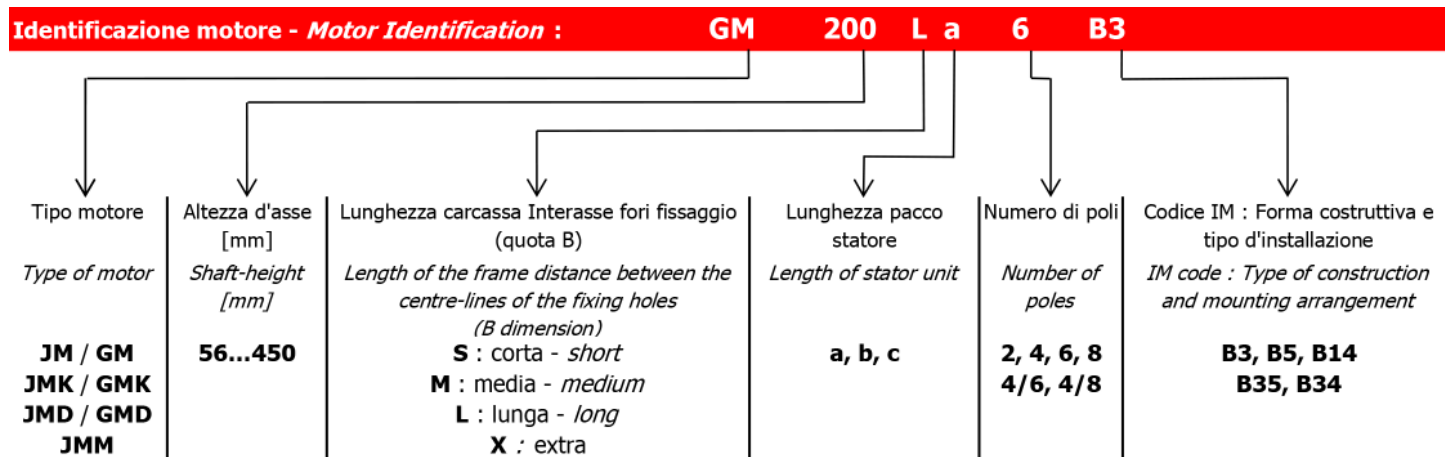 Identificazione motore - Motor Identification : GM 200 L a 6 B3
Tipo motore
Type of motor
JM / GM
JMK / GMK
JMD / GMD
JMM
Altezza d'asse
[mm]
Shaft-height
[mm]
56...450
Lunghezza carcassa Interasse fori fissaggio
(quota B)
Length of the frame distance between the
centre-lines of the fixing holes
(B dimension)
S : corta - short
M : media - medium
L : lunga - long
X : extra
Lunghezza pacco
statore
Length of stator unit
a, b, c
Numero di poli
Number of
poles
2, 4, 6, 8
4/6, 4/8
Codice IM : Forma costruttiva e
tipo d'installazione
IM code : Type of construction
and mounting arrangement
B3, B5, B14
B35, B34